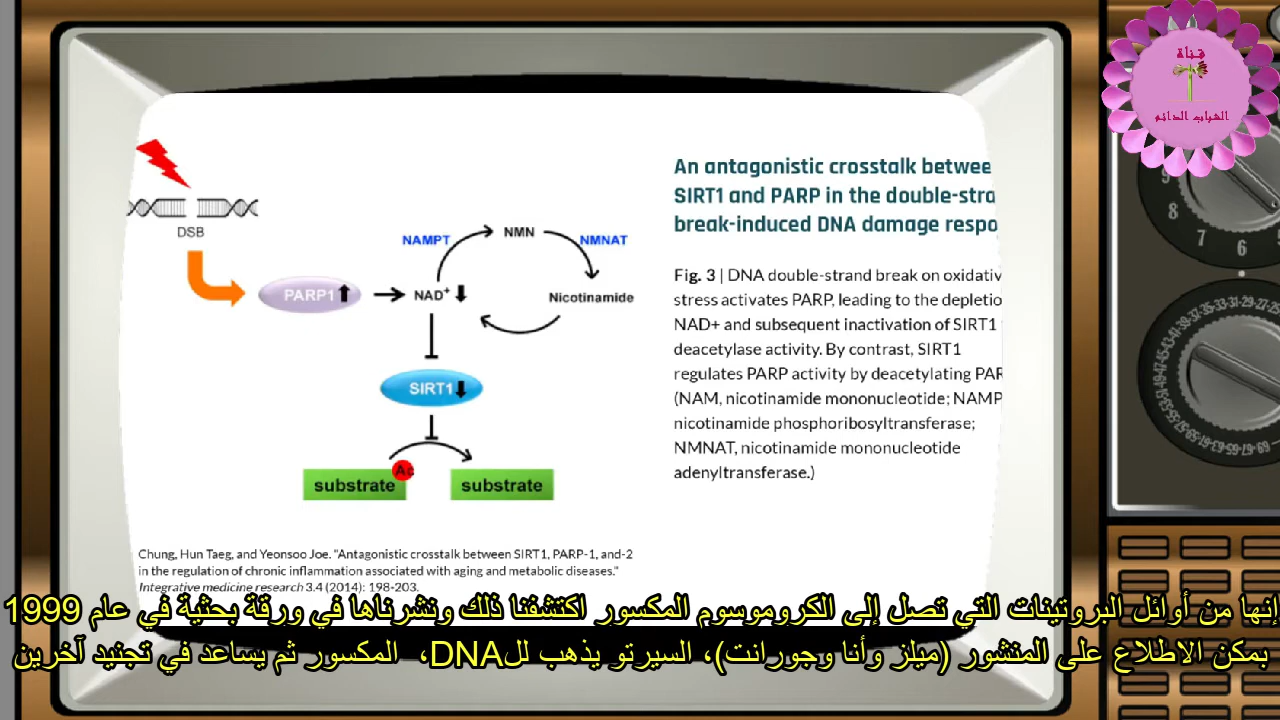 قناة
الشباب الدائم
An antagonistic crosstalk betwee
SIRT1 and PARP in the double-stra
break-induced DNA damage respo
DSB
PARP1
NAD+
NAMPT
NMN
NMNAT
Nicotinamide
SIRT1
Ac
substrate
substrate
Fig. 3 | DNA double-strand break on oxidativ
stress activates PARP, leading to the depletio
NAD+ and subsequent inactivation of SIRT1
deacetylase activity. By contrast, SIRT1
regulates PARP activity by deacetylating PAR
(NAM, nicotinamide mononucleotide; NAMP
nicotinamide phosphoribosyltransferase;
NMNAT, nicotinamide mononucleotide
adenyltransferase.)
Chung, Hun Taeg, and Yeonsoo Joe. "Antagonistic crosstalk between SIRT1, PARP-1, and-2
in the regulation of chronic inflammation associated with aging and metabolic diseases."
Integrative medicine research 3.4 (2014): 198-203.
إنها من أوائل البروتينات التي تصل إلى الكروموسوم المكسور اكتشفنا ذلك ونشرناها في ورقة بحثية في عام 1999
يمكن الاطلاع على المنشور (ميلز وأنا وجورانت)، السيرتو يذهب للDNA، المكسور ثم يساعد في تجنيد آخرين
8
7
6